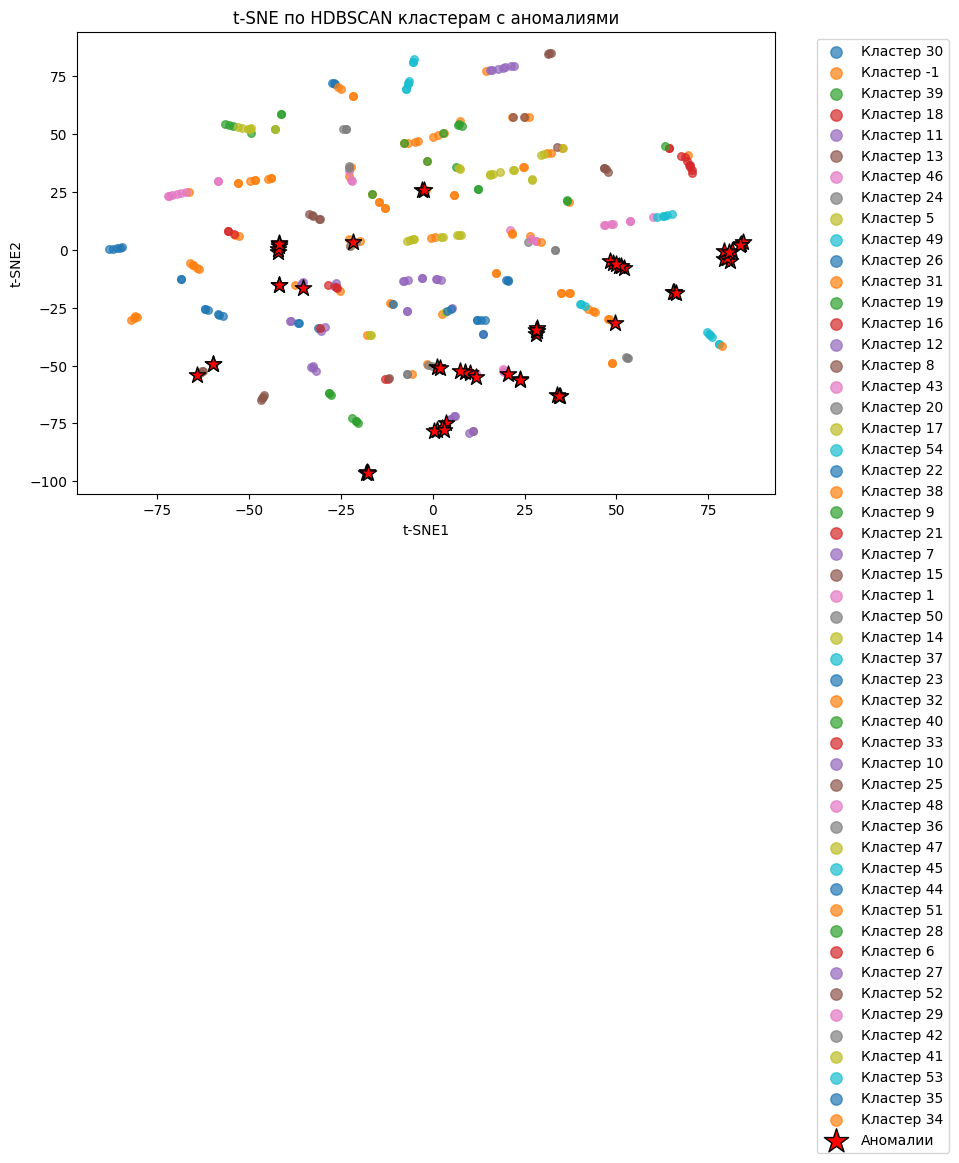 t-SNE по HDBSCAN кластерам с аномалиями
t-SNE2
75
50
25
0
−25
−50
−75
−100
−75
−50
−25
0
25
50
75
t-SNE1
Кластер 30
Кластер -1
Кластер 39
Кластер 18
Кластер 11
Кластер 13
Кластер 46
Кластер 24
Кластер 5
Кластер 49
Кластер 26
Кластер 31
Кластер 19
Кластер 16
Кластер 12
Кластер 8
Кластер 43
Кластер 20
Кластер 17
Кластер 54
Кластер 22
Кластер 38
Кластер 9
Кластер 21
Кластер 7
Кластер 15
Кластер 1
Кластер 50
Кластер 14
Кластер 37
Кластер 23
Кластер 32
Кластер 40
Кластер 33
Кластер 10
Кластер 25
Кластер 48
Кластер 36
Кластер 47
Кластер 45
Кластер 44
Кластер 51
Кластер 28
Кластер 6
Кластер 27
Кластер 52
Кластер 29
Кластер 42
Кластер 41
Кластер 53
Кластер 35
Кластер 34
Аномалии